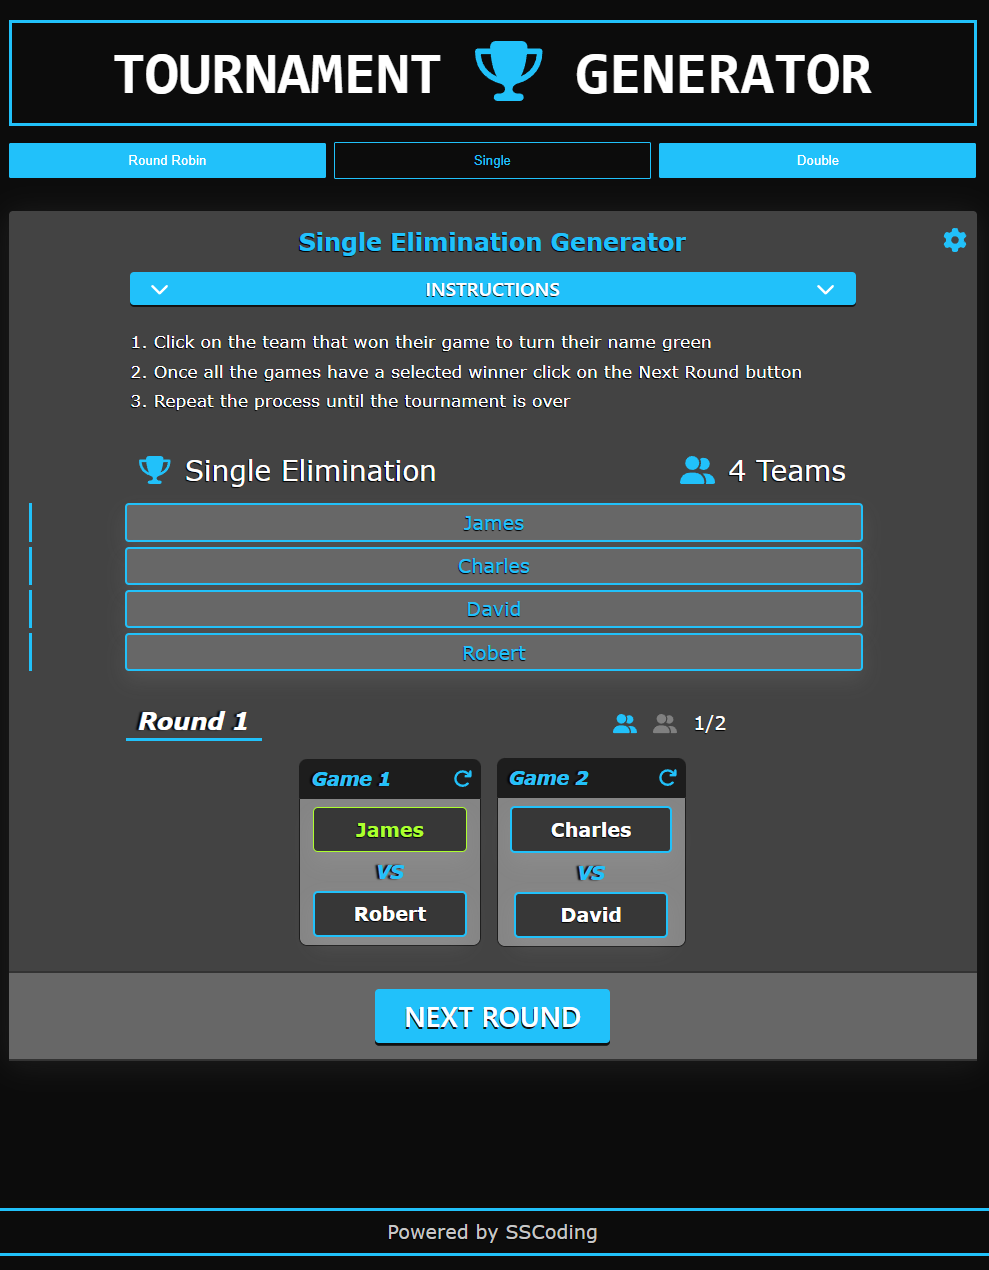 TOURNAMENT GENERATOR
Round Robin
Single
Double
Single Elimination Generator
INSTRUCTIONS
1. Click on the team that won their game to turn their name green
2. Once all the games have a selected winner click on the Next Round button
3. Repeat the process until the tournament is over
Single Elimination
4 Teams
James
Charles
David
Robert
Round 1
1/2
Game 1
James
VS
Robert
Game 2
Charles
VS
David
NEXT ROUND
Powered by SSCoding